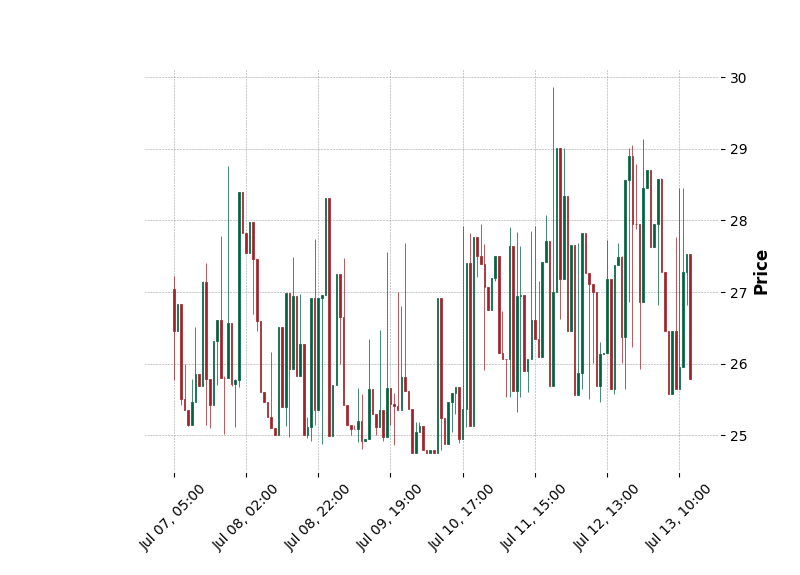 30
29
28
27
26
25
Price
Jul 07, 05:00
Jul 08, 02:00
Jul 08, 22:00
Jul 09, 19:00
Jul 10, 17:00
Jul 11, 15:00
Jul 12, 13:00
Jul 13, 10:00